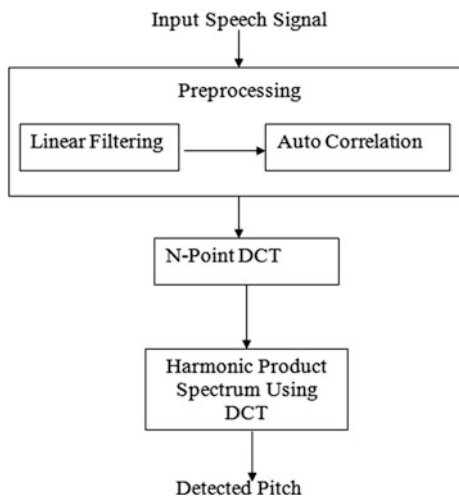 Input Speech Signal
Preprocessing
Linear Filtering
Auto Correlation
N-Point DCT
Harmonic Product
Spectrum Using
DCT
Detected Pitch